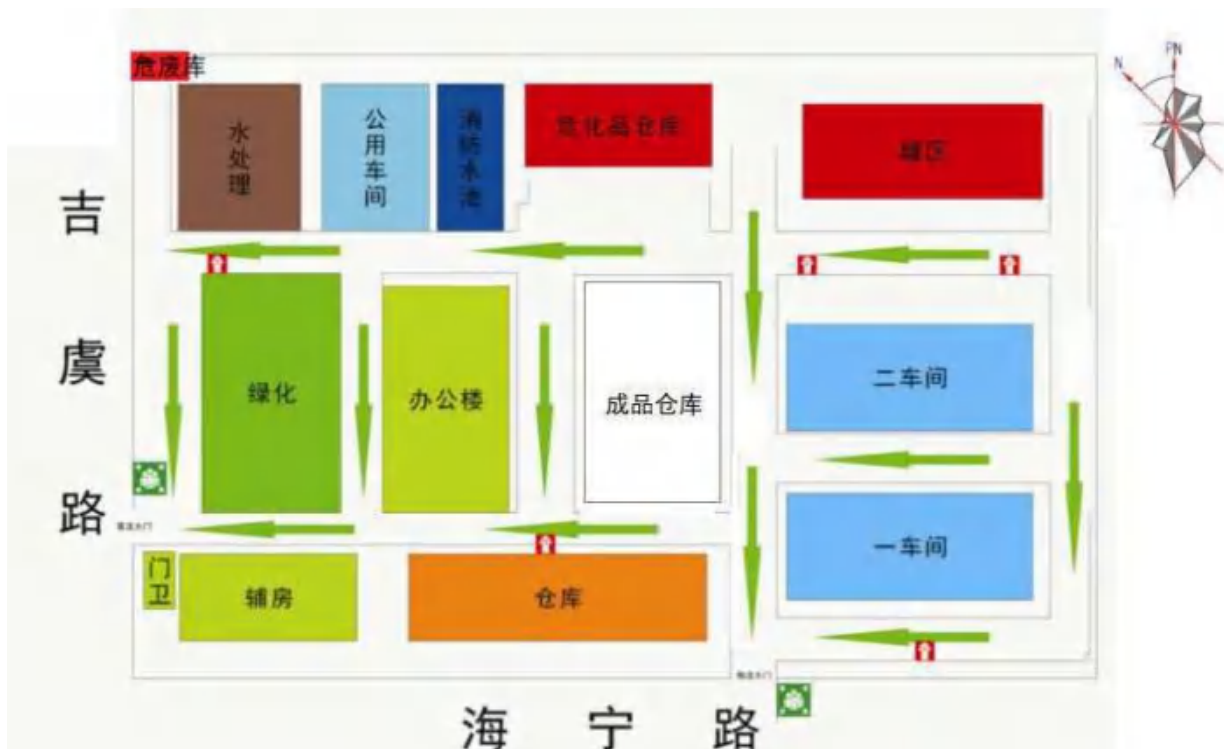 危废库
水处理
公用车间
消防水池
危化品仓库
罐区
N
PN
吉虞路
绿化
办公楼
成品仓库
二车间
一车间
门卫
辅房
仓库
海宁路